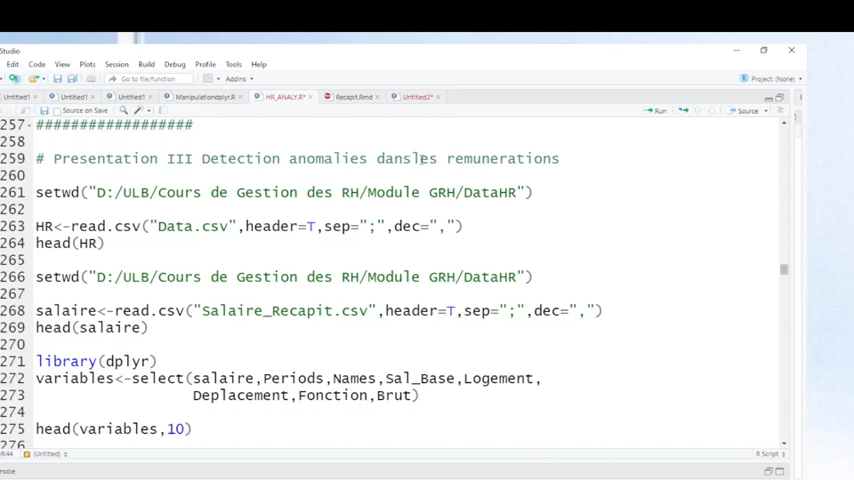 Studio
Edit Code View Plots Session Build Debug Profile Tools Help
Go to file/function Addins Project: (None)
Untitled1* Untitled1* Untitled1* Manipulationdplyr.R HR_ANALY.R* Recapit.Rmd Untitled2*
Source on Save Run Source
257 ##################
258
259 # Presentation III Detection anomalies dansles remunerations
260
261 setwd("D:/ULB/Cours de Gestion des RH/Module GRH/DataHR")
262
263 HR<-read.csv("Data.csv",header=T,sep=";",dec=",")
264 head(HR)
265
266 setwd("D:/ULB/Cours de Gestion des RH/Module GRH/DataHR")
267
268 salaire<-read.csv("Salaire_Recapit.csv",header=T,sep=";",dec=",")
269 head(salaire)
270
271 library(dplyr)
272 variables<-select(salaire,Periods,Names,Sal_Base,Logement,
273 Deplacement,Fonction,Brut)
274
275 head(variables,10)
276
(Untitled) R Script